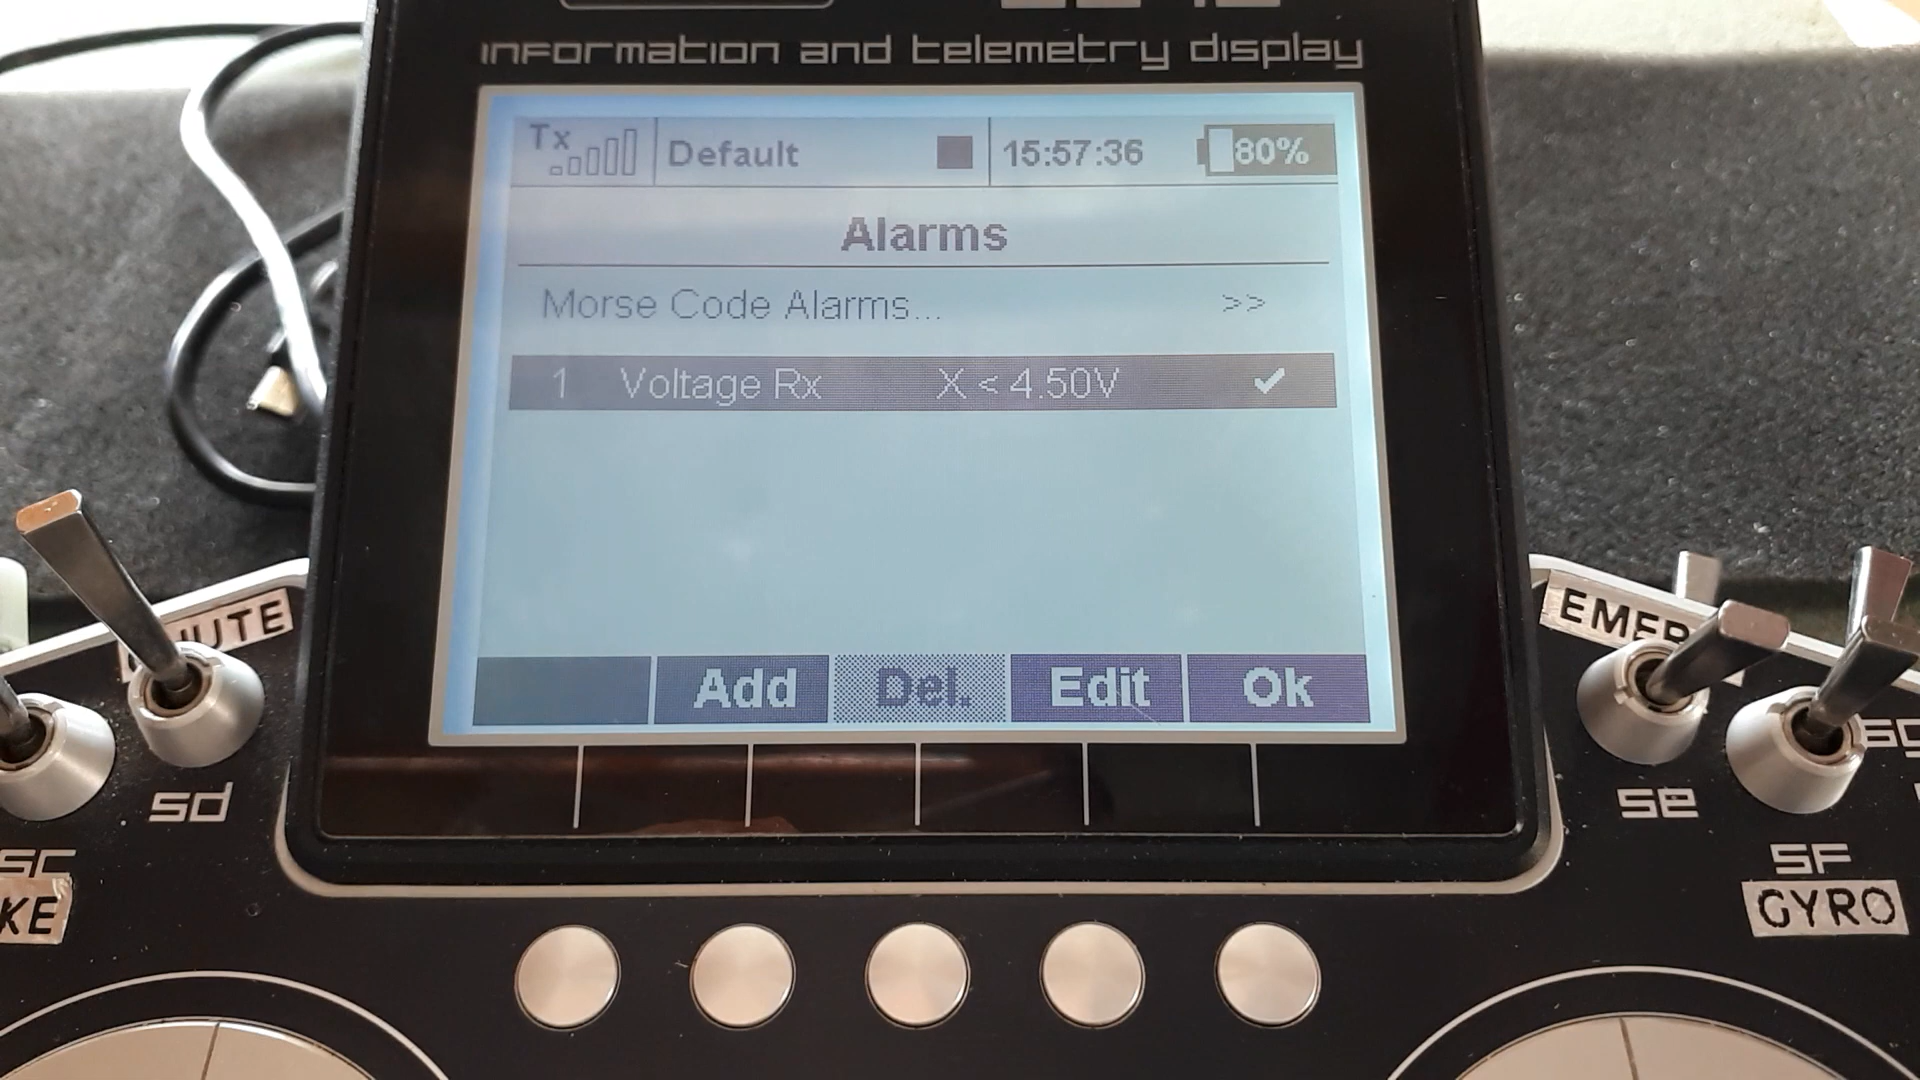 information and telemetry display
Tx Default 15:57:36 80%
Alarms
Morse Code Alarms... >>
1 Voltage Rx X < 4.50V ✓
Add Del. Edit Ok
sd
se
sc
sF
GYRO